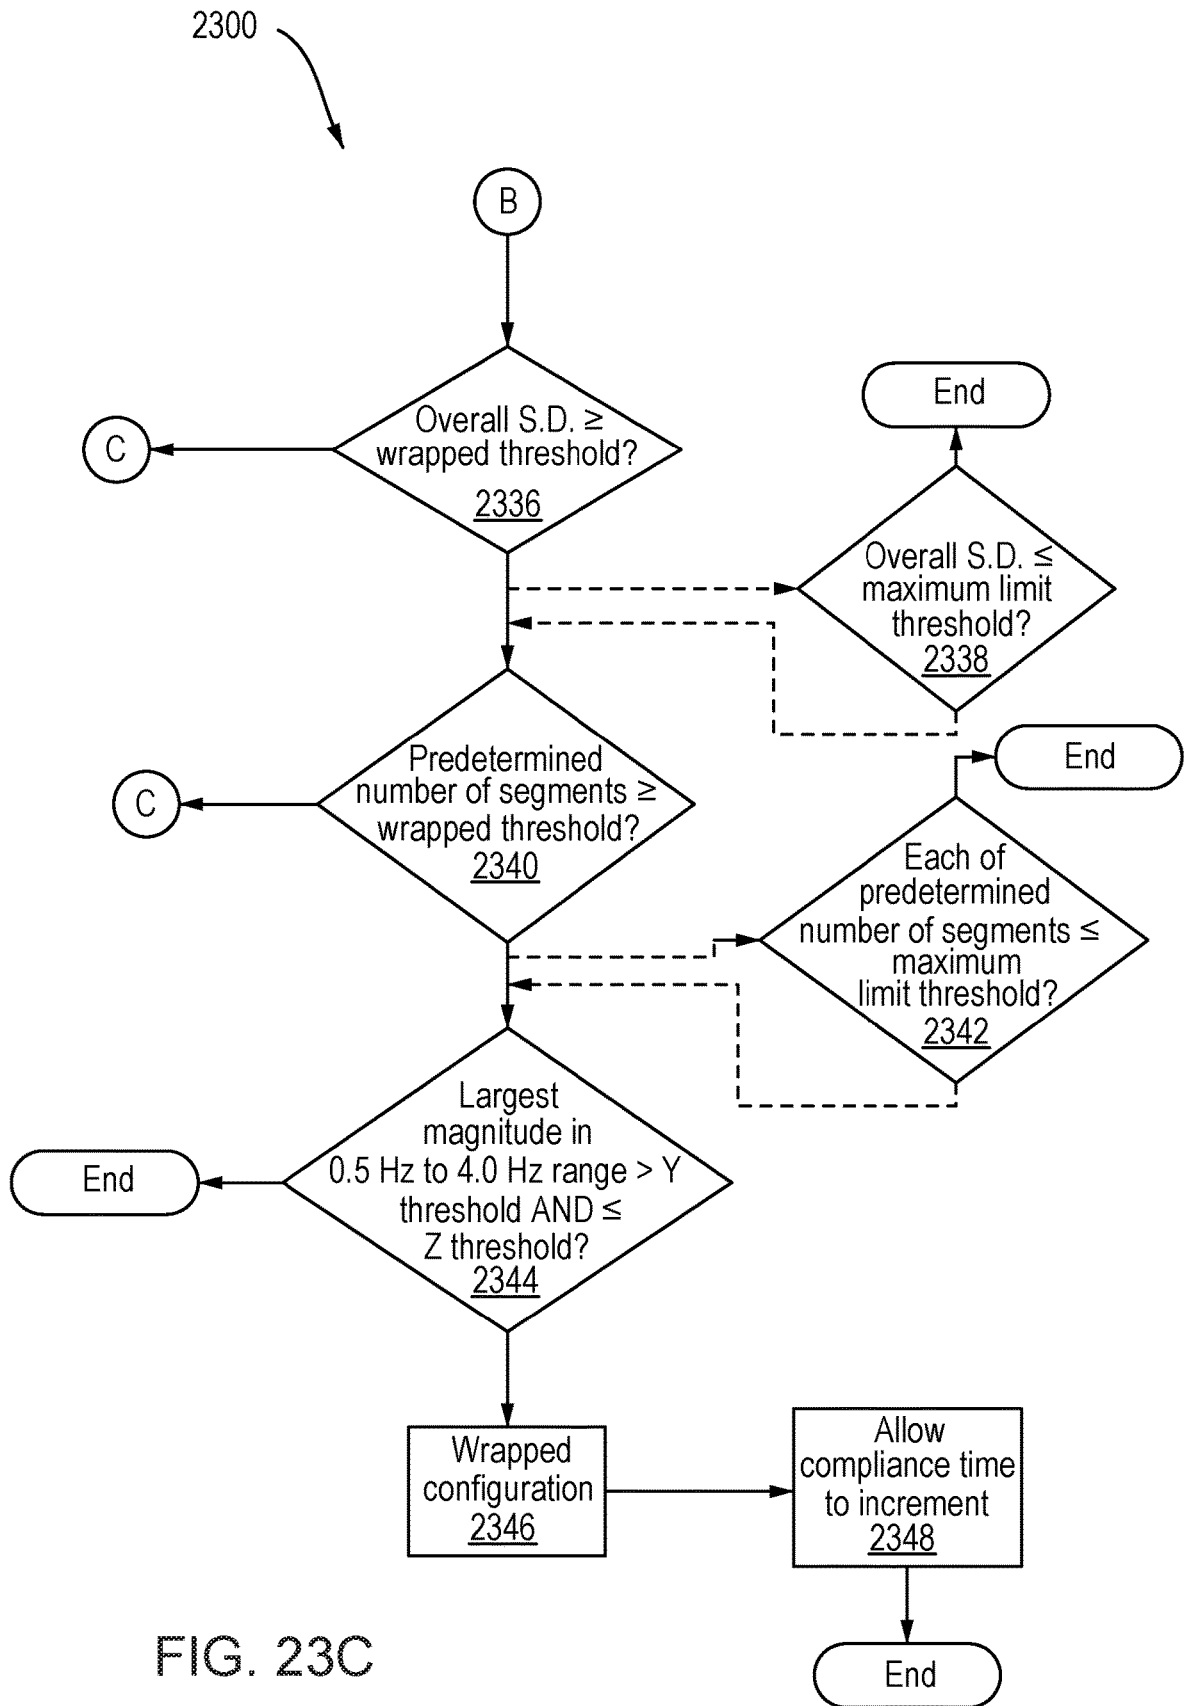 2300
B
Overall S.D. ≥
wrapped threshold?
2336
C
End
Overall S.D. ≤
maximum limit
threshold?
2338
Predetermined
number of segments ≥
wrapped threshold?
2340
C
End
Each of
predetermined
number of segments ≤
maximum
limit threshold?
2342
Largest
magnitude in
0.5 Hz to 4.0 Hz range > Y
threshold AND ≤
Z threshold?
2344
End
Wrapped
configuration
2346
Allow
compliance time
to increment
2348
End
FIG. 23C